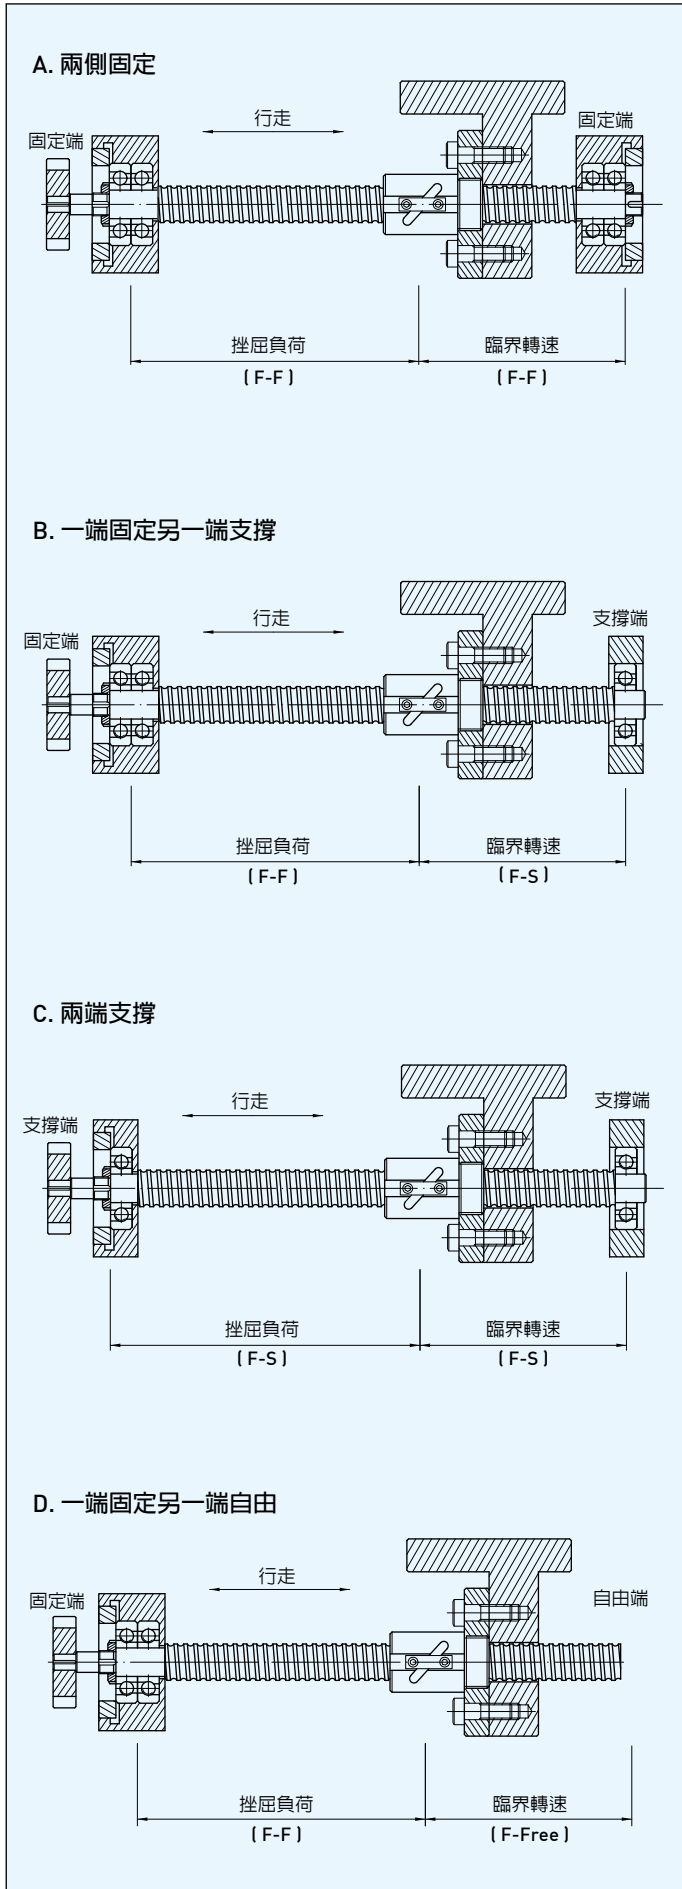 A. 兩側固定
行走
固定端
固定端
挫屈負荷
臨界轉速
( F-F )
( F-F )
B. 一端固定另一端支撐
行走
支撐端
固定端
挫屈負荷
臨界轉速
( F-F )
( F-S )
C. 兩端支撐
行走
支撐端
支撐端
挫屈負荷
臨界轉速
( F-S )
( F-S )
D. 一端固定另一端自由
行走
固定端
自由端
挫屈負荷
臨界轉速
( F-F )
( F-Free )